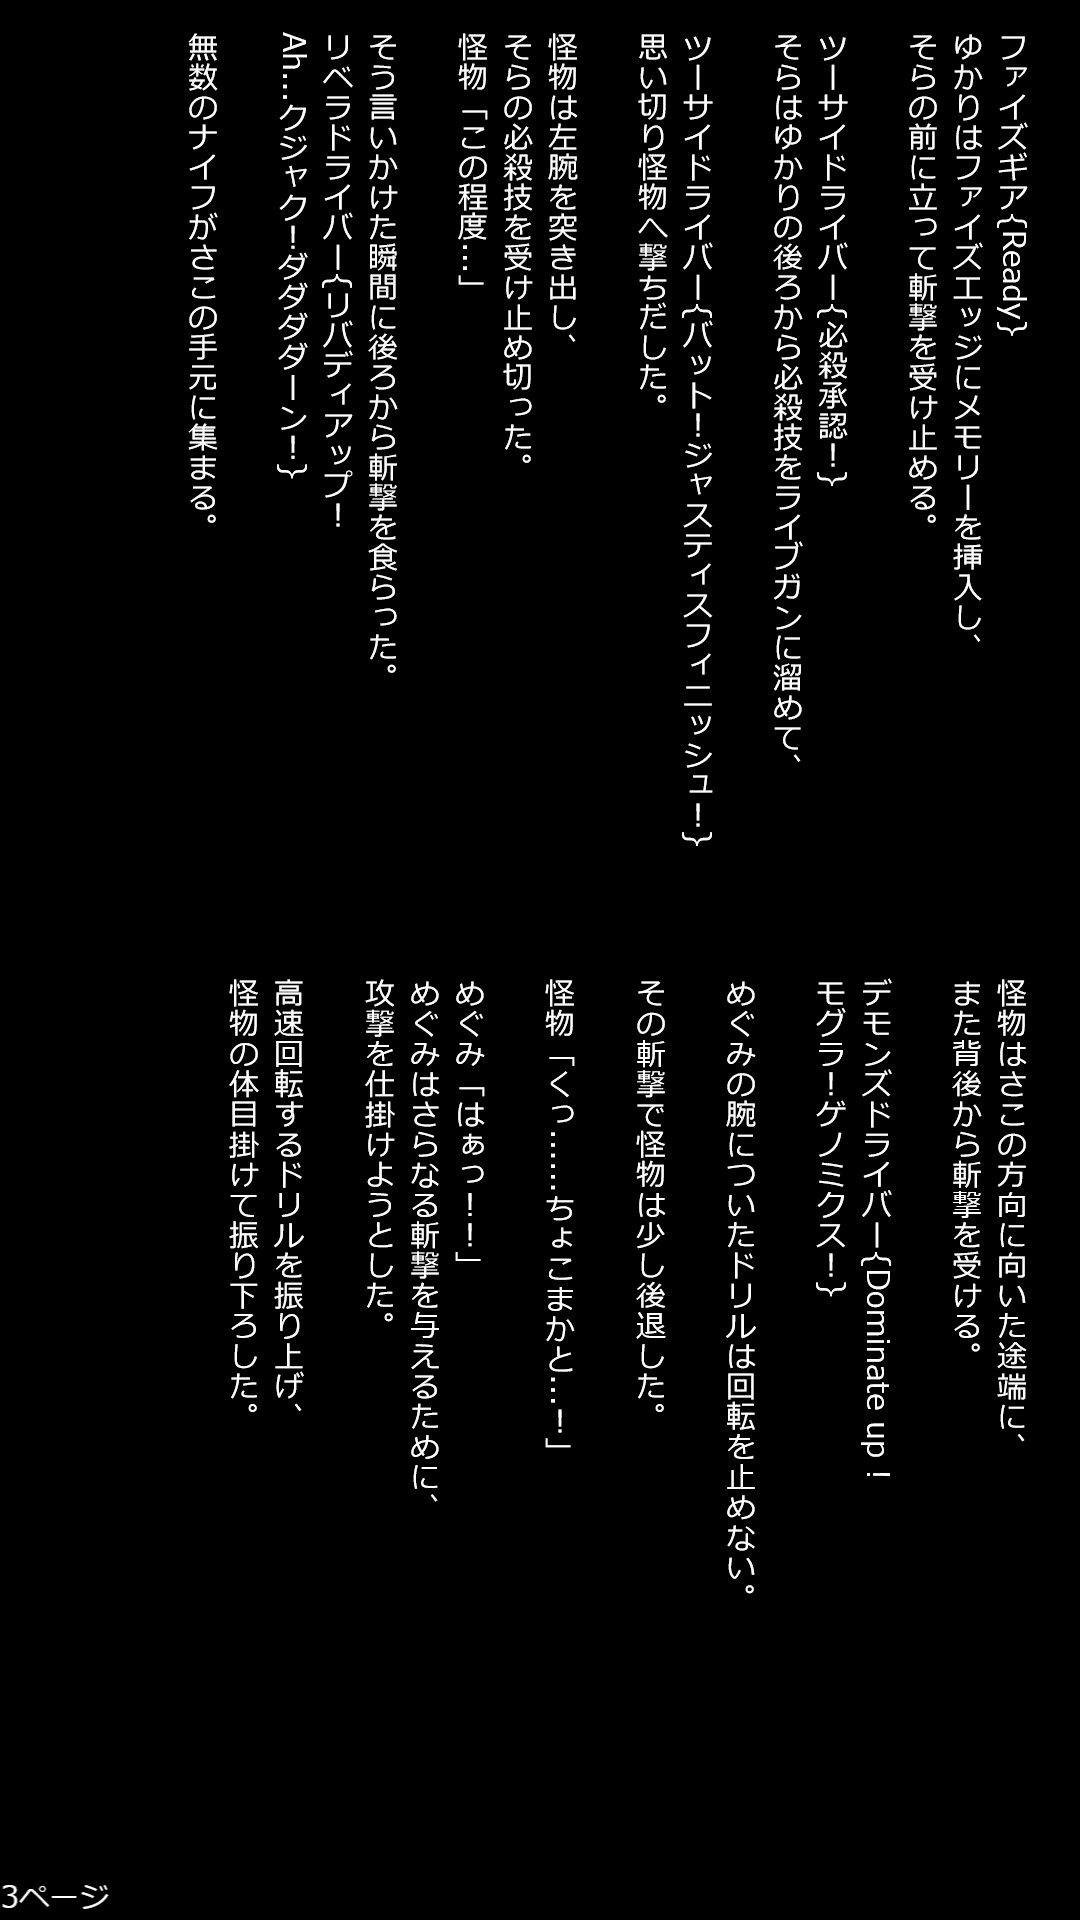 ファイズギア{Ready}
ゆかりはファイズエッジにメモリーを挿入し、
そらの前に立って斬撃を受け止める。
ツーサイドライバー{必殺承認！}
そらはゆかりの後ろから必殺技をライブガンに溜めて、
ツーサイドライバー{バット！ジャスティスフィニッシュ！}
思い切り怪物へ撃ちだした。
怪物は左腕を突き出し、
そらの必殺技を受け止め切った。
怪物「この程度…」
そう言いかけた瞬間に後ろから斬撃を食らった。
リベラドライバー{リバディアップ！
Ah…クジャク！ダダダダーン！}
無数のナイフがさこの手元に集まる。
怪物はさこの方向に向いた途端に、
また背後から斬撃を受ける。
デモンズドライバー{Dominate up！
モグラ！ゲノミクス！}
めぐみの腕についたドリルは回転を止めない。
その斬撃で怪物は少し後退した。
怪物「くっ……ちょこまかと…！」
めぐみ「はぁっ！！」
めぐみはさらなる斬撃を与えるために、
攻撃を仕掛けようとした。
高速回転するドリルを振り上げ、
怪物の体目掛けて振り下ろした。
3ページ